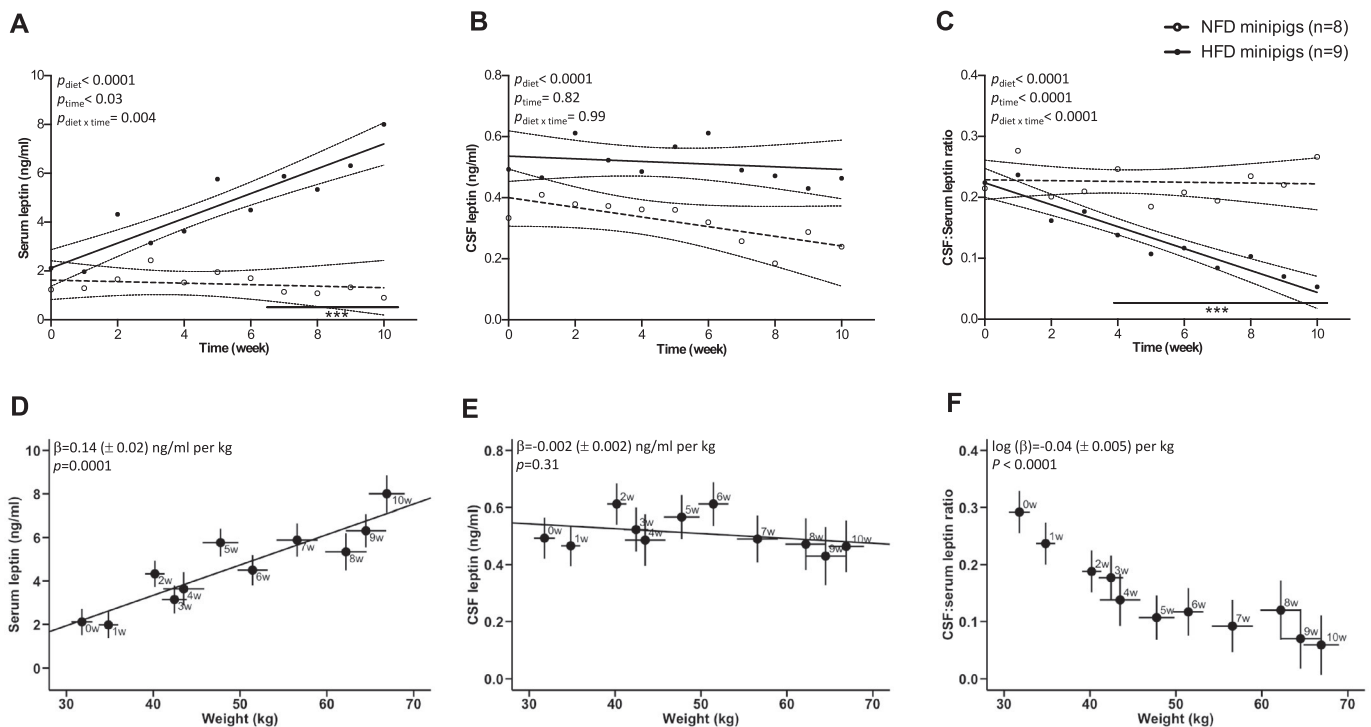 A
B
C
NFD minipigs (n=8)
HFD minipigs (n=9)
p diet < 0.0001
p time < 0.03
p diet x time = 0.004
10
8
6
4
2
0
Serum leptin (ng/ml)
0 2 4 6 8 10
Time (week)
***
p diet < 0.0001
p time = 0.82
p diet x time = 0.99
0.8
0.6
0.4
0.2
0.0
CSF leptin (ng/ml)
0 2 4 6 8 10
Time (week)
p diet < 0.0001
p time < 0.0001
p diet x time < 0.0001
0.4
0.3
0.2
0.1
0.0
CSF:Serum leptin ratio
0 2 4 6 8 10
Time (week)
***
D
β=0.14 (± 0.02) ng/ml per kg
p=0.0001
10
8
6
4
2
0
Serum leptin (ng/ml)
0w
1w
2w
3w
4w
5w
6w
7w
8w
9w
10w
30 40 50 60 70
Weight (kg)
E
β=-0.002 (± 0.002) ng/ml per kg
p=0.31
0.8
0.6
0.4
0.2
0.0
CSF leptin (ng/ml)
0w
1w
2w
3w
4w
5w
6w
7w
8w
9w
10w
30 40 50 60 70
Weight (kg)
F
log (β)=-0.04 (± 0.005) per kg
P < 0.0001
0.4
0.3
0.2
0.1
0.0
CSF:serum leptin ratio
0w
1w
2w
3w
4w
5w
6w
7w
8w
9w
10w
30 40 50 60 70
Weight (kg)